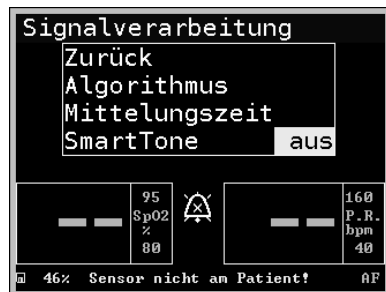 Signalverarbeitung
Zurück
Algorithmus
Mittelungszeit
SmartTone aus
-- 95 SpO2 % 80
-- 160 P.R. bpm 40
46% Sensor nicht am Patient! AF